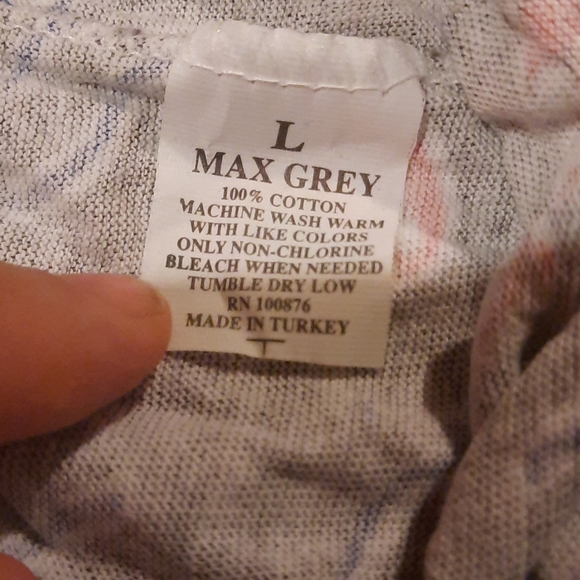 L
MAX GREY
100% COTTON
MACHINE WASH WARM
WITH LIKE COLORS
ONLY NON-CHLORINE
BLEACH WHEN NEEDED
TUMBLE DRY LOW
RN 100876
MADE IN TURKEY
T